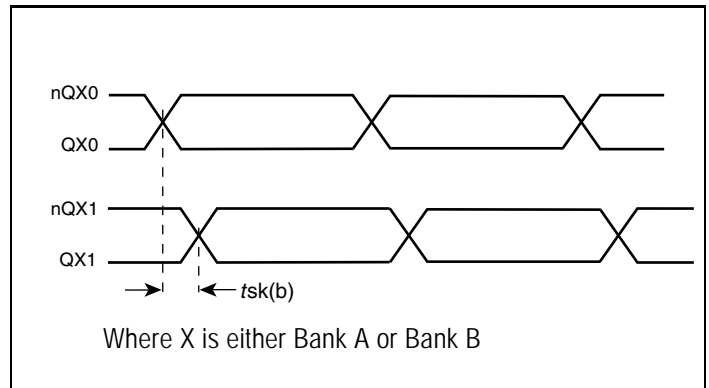 nQX0
QX0
nQX1
QX1
tsk(b)
Where X is either Bank A or Bank B